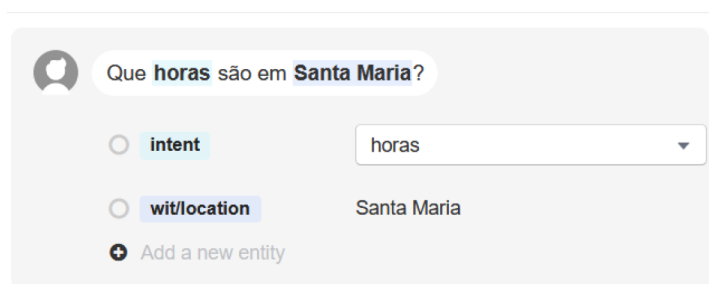 Que horas são em Santa Maria?
intent horas
wit/location Santa Maria
Add a new entity